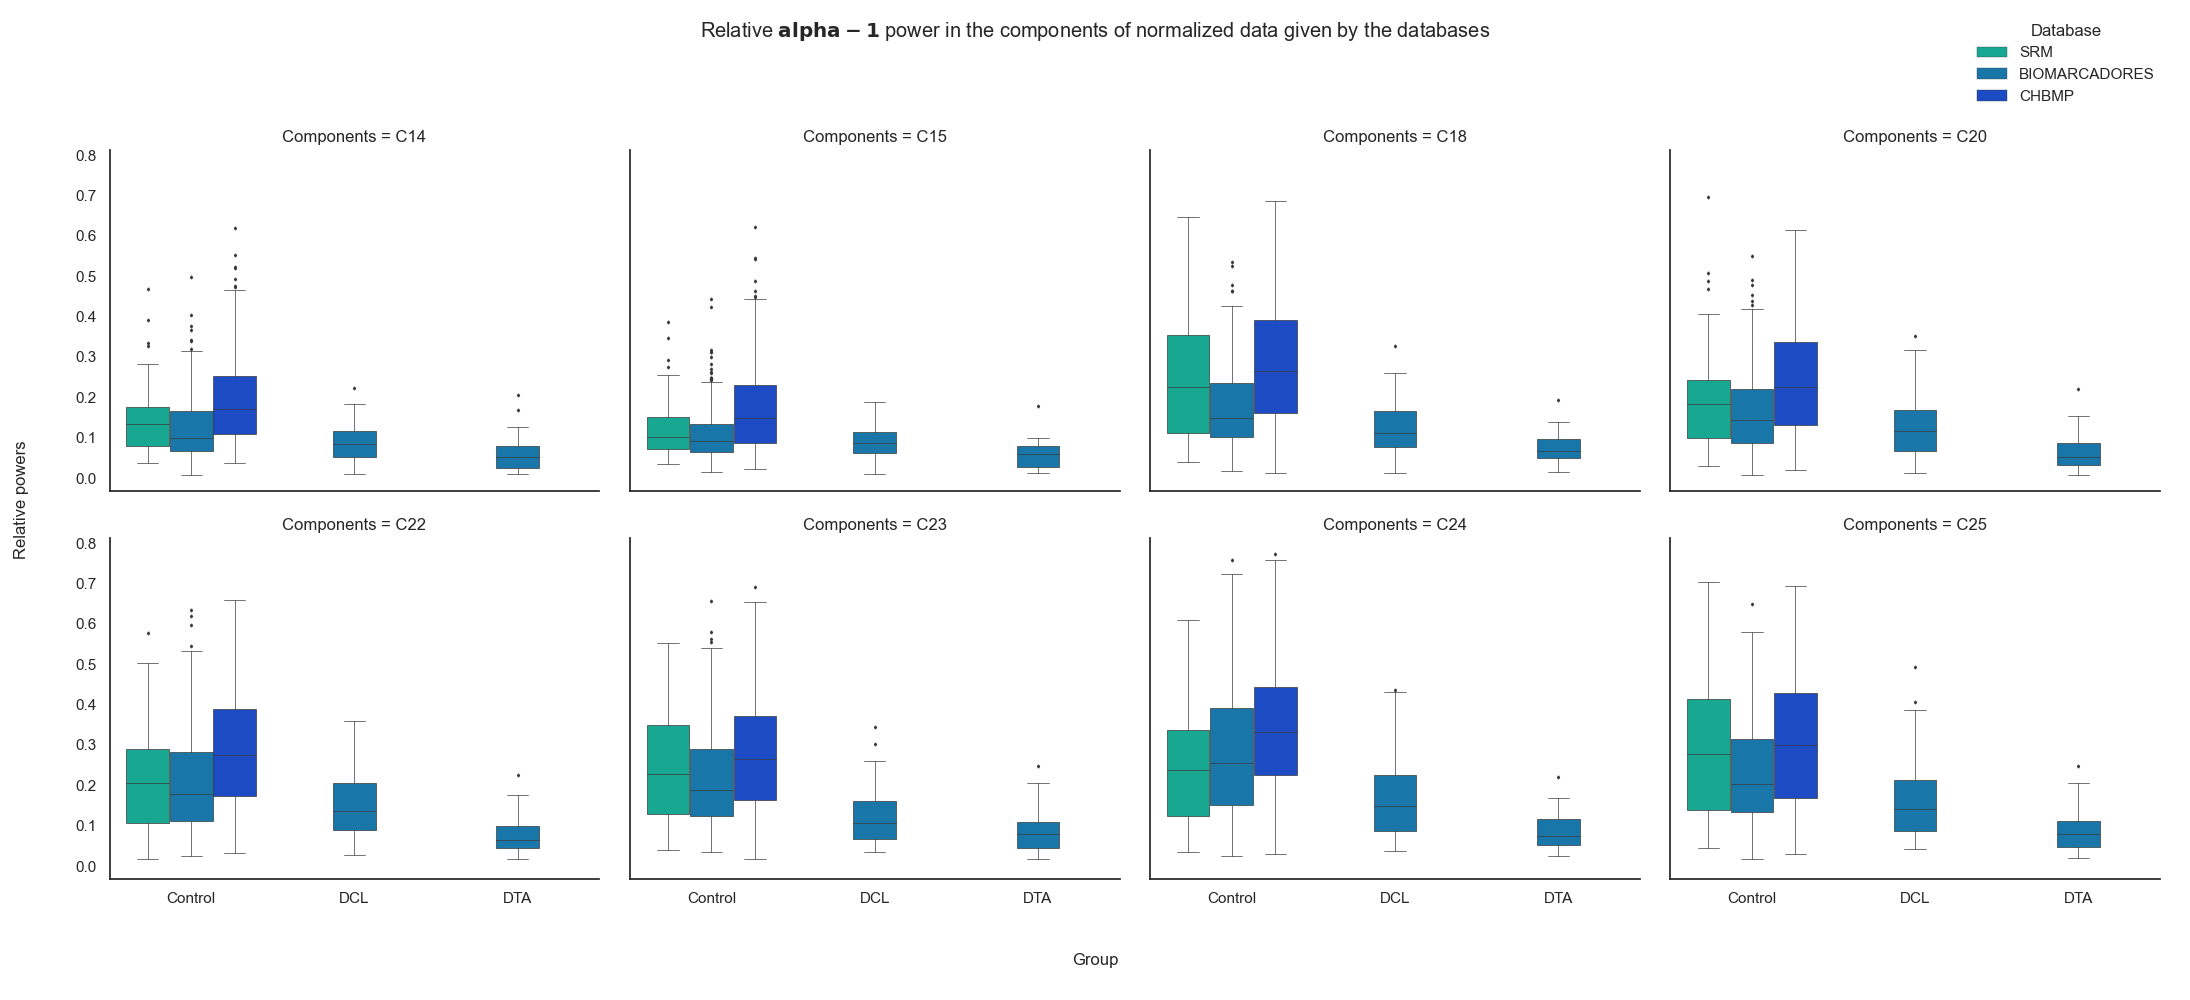 Relative alpha − 1 power in the components of normalized data given by the databases
Database
SRM
BIOMARCADORES
CHBMP
Components = C14
Components = C15
Components = C18
Components = C20
0.8
0.7
0.6
0.5
0.4
0.3
0.2
0.1
0.0
Relative powers
Components = C22
Components = C23
Components = C24
Components = C25
0.8
0.7
0.6
0.5
0.4
0.3
0.2
0.1
0.0
Control DCL DTA
Control DCL DTA
Control DCL DTA
Control DCL DTA
Group